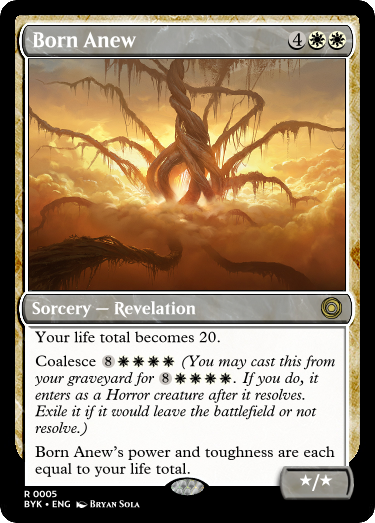 Born Anew 4
Sorcery — Revelation
Your life total becomes 20.
Coalesce 8 (You may cast this from
your graveyard for 8. If you do, it
enters as a Horror creature after it resolves.
Exile it if it would leave the battlefield or not
resolve.)
Born Anew's power and toughness are each
equal to your life total.
★/★
R 0005
BYK • ENG Bryan Sola